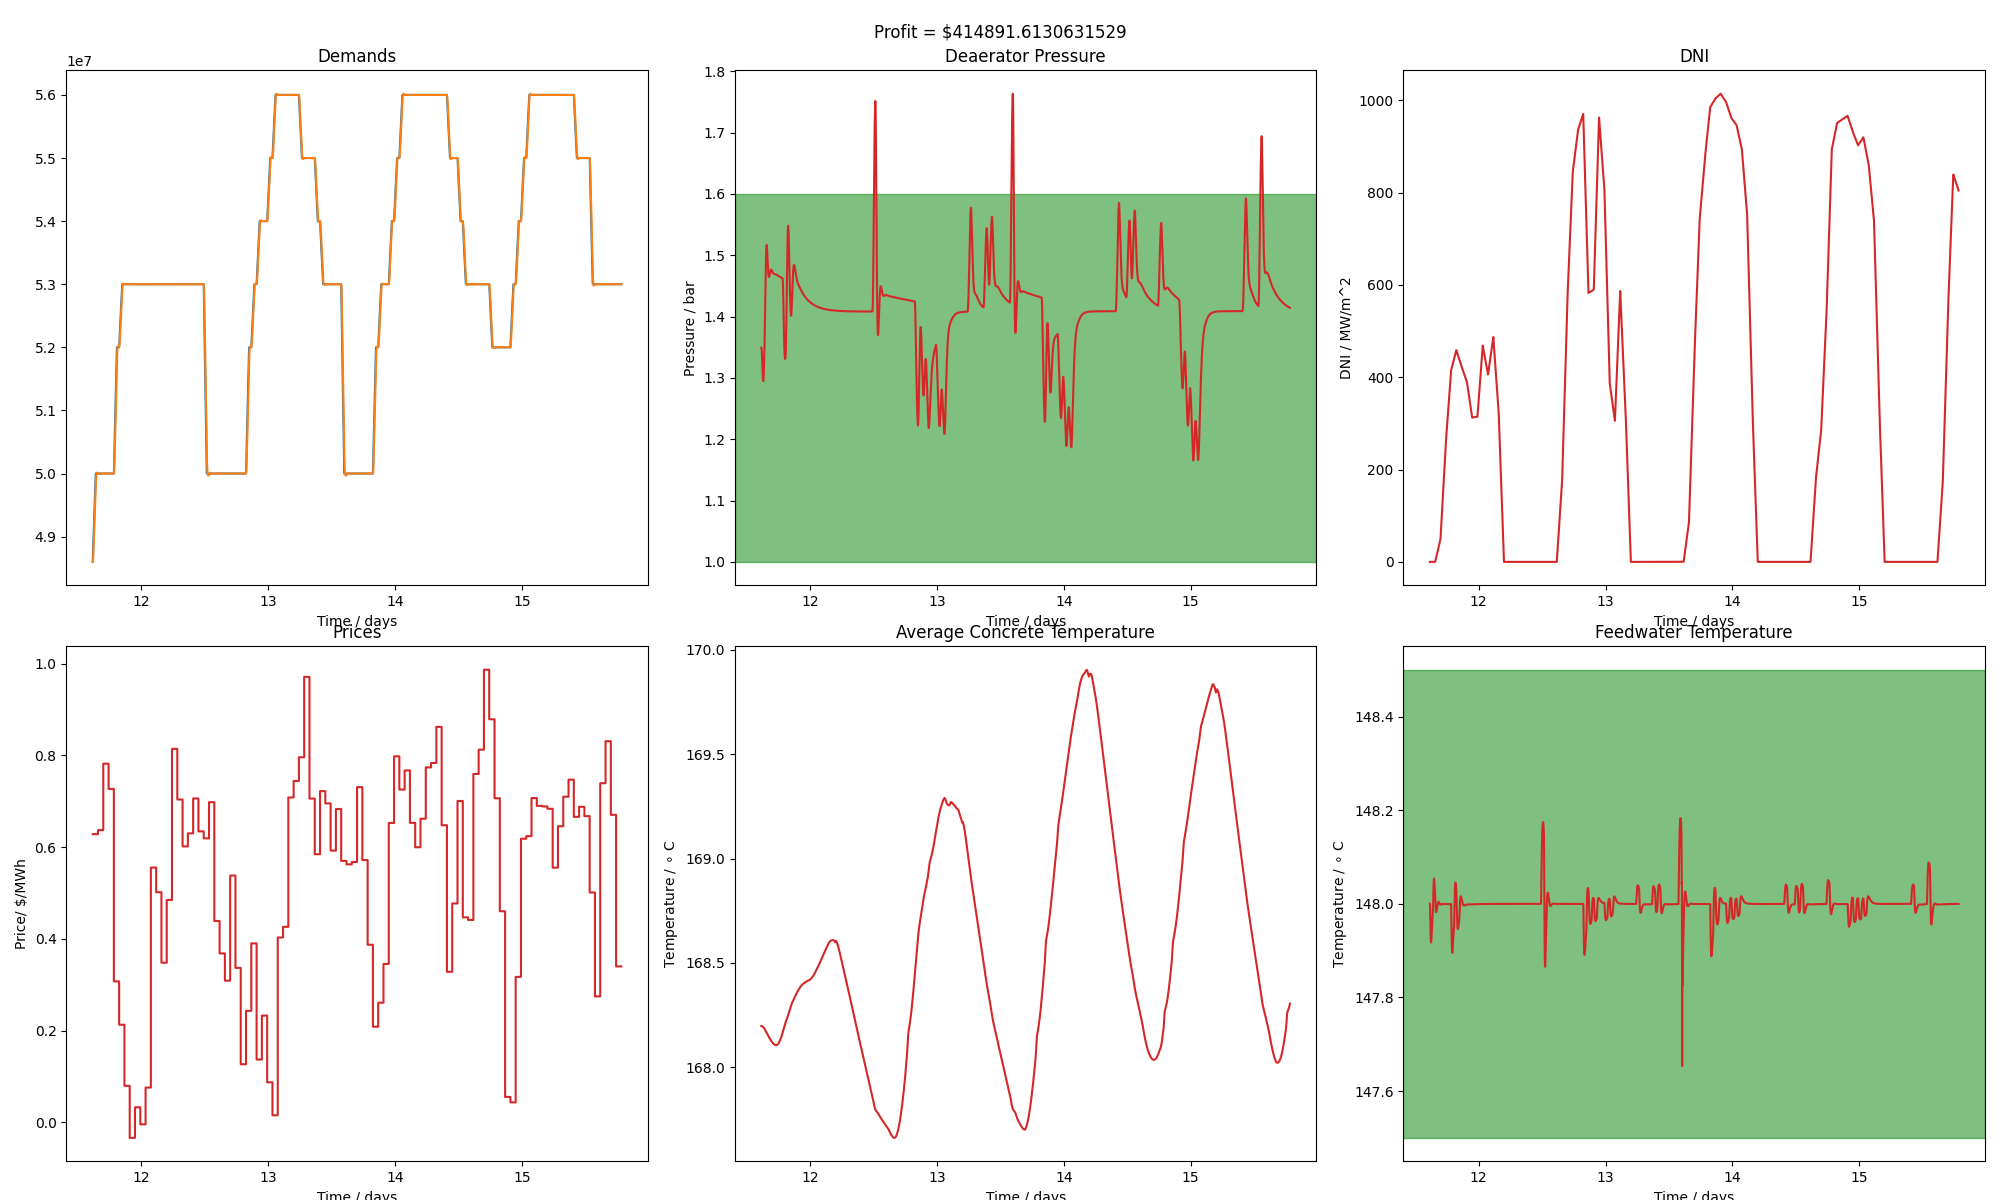 Profit = $414891.6130631529
Demands
1e7
5.6
5.5
5.4
5.3
5.2
5.1
5.0
4.9
12 13 14 15
Time / days
Deaerator Pressure
Pressure / bar
1.8
1.7
1.6
1.5
1.4
1.3
1.2
1.1
1.0
12 13 14 15
Time / days
DNI
DNI / MW/m^2
1000
800
600
400
200
0
12 13 14 15
Time / days
Prices
Price/ $/MWh
1.0
0.8
0.6
0.4
0.2
0.0
12 13 14 15
Time / days
Average Concrete Temperature
Temperature / ∘ C
170.0
169.5
169.0
168.5
168.0
12 13 14 15
Time / days
Feedwater Temperature
Temperature / ∘ C
148.4
148.2
148.0
147.8
147.6
12 13 14 15
Time / days